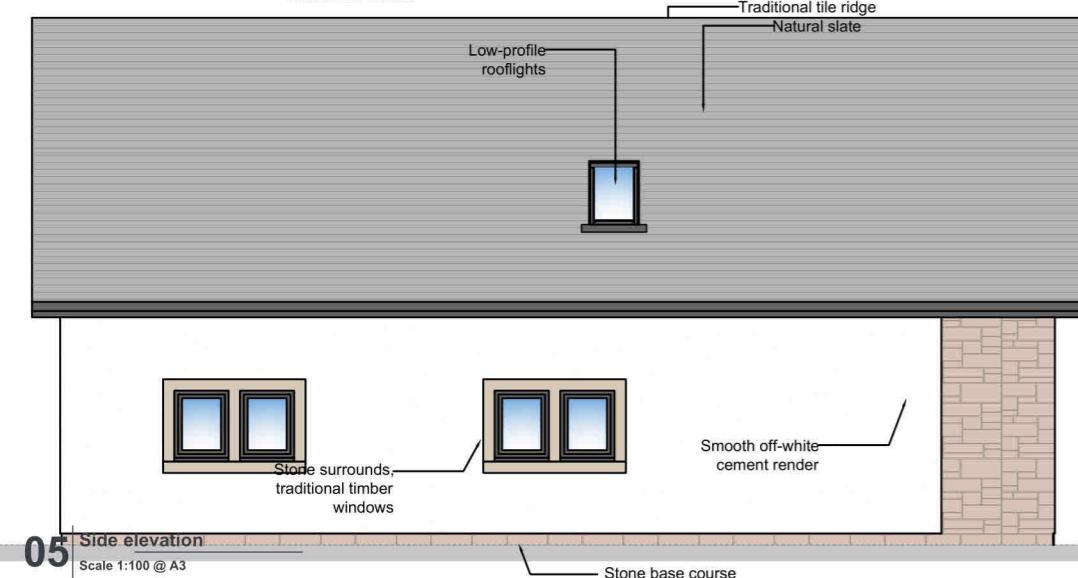 Traditional tile ridge
Natural slate
Low-profile
rooflights
Smooth off-white
cement render
Stone surrounds,
traditional timber
windows
05
Side elevation
Scale 1:100 @ A3
Stone base course